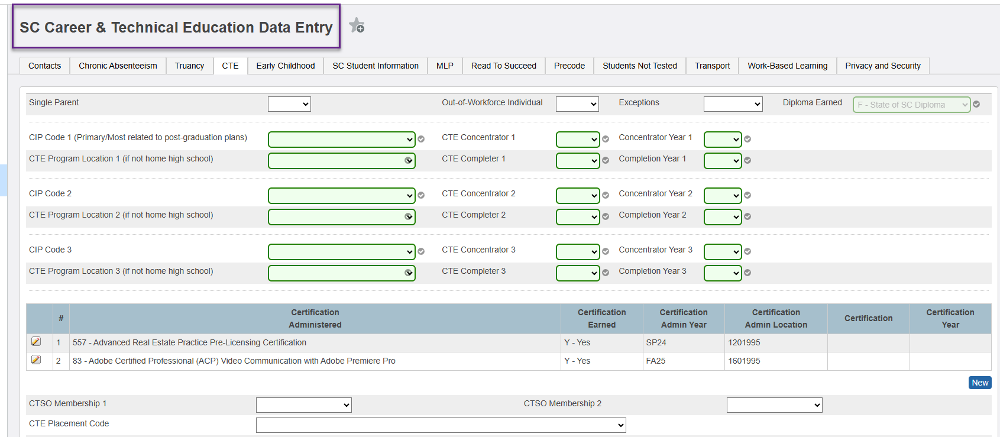 SC Career & Technical Education Data Entry
Contacts Chronic Absenteeism Truancy CTE Early Childhood SC Student Information MLP Read To Succeed Precode Students Not Tested Transport Work-Based Learning Privacy and Security
Single Parent Out-of-Workforce Individual Exceptions Diploma Earned F - State of SC Diploma
CIP Code 1 (Primary/Most related to post-graduation plans) CTE Concentrator 1 Concentrator Year 1
CTE Program Location 1 (if not home high school) CTE Completer 1 Completion Year 1
CIP Code 2 CTE Concentrator 2 Concentrator Year 2
CTE Program Location 2 (if not home high school) CTE Completer 2 Completion Year 2
CIP Code 3 CTE Concentrator 3 Concentrator Year 3
CTE Program Location 3 (if not home high school) CTE Completer 3 Completion Year 3
# Certification Administered Certification Earned Certification Admin Year Certification Admin Location Certification Certification Year
1 557 - Advanced Real Estate Practice Pre-Licensing Certification Y - Yes SP24 1201995
2 83 - Adobe Certified Professional (ACP) Video Communication with Adobe Premiere Pro Y - Yes FA25 1601995
New
CTSO Membership 1 CTSO Membership 2
CTE Placement Code